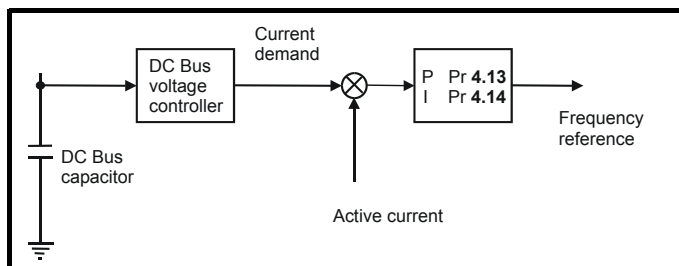 Current
demand
DC Bus
voltage
controller
P Pr 4.13
I Pr 4.14
Frequency
reference
DC Bus
capacitor
Active current